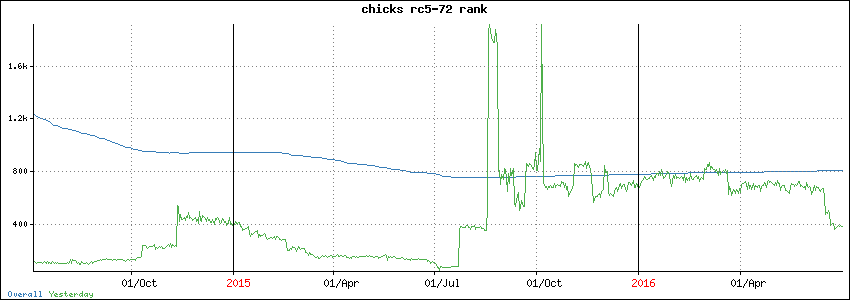 chicks rc5-72 rank
1.6k
1.2k
800
400
01/Oct 2015 01/Apr 01/Jul 01/Oct 2016 01/Apr
Overall Yesterday